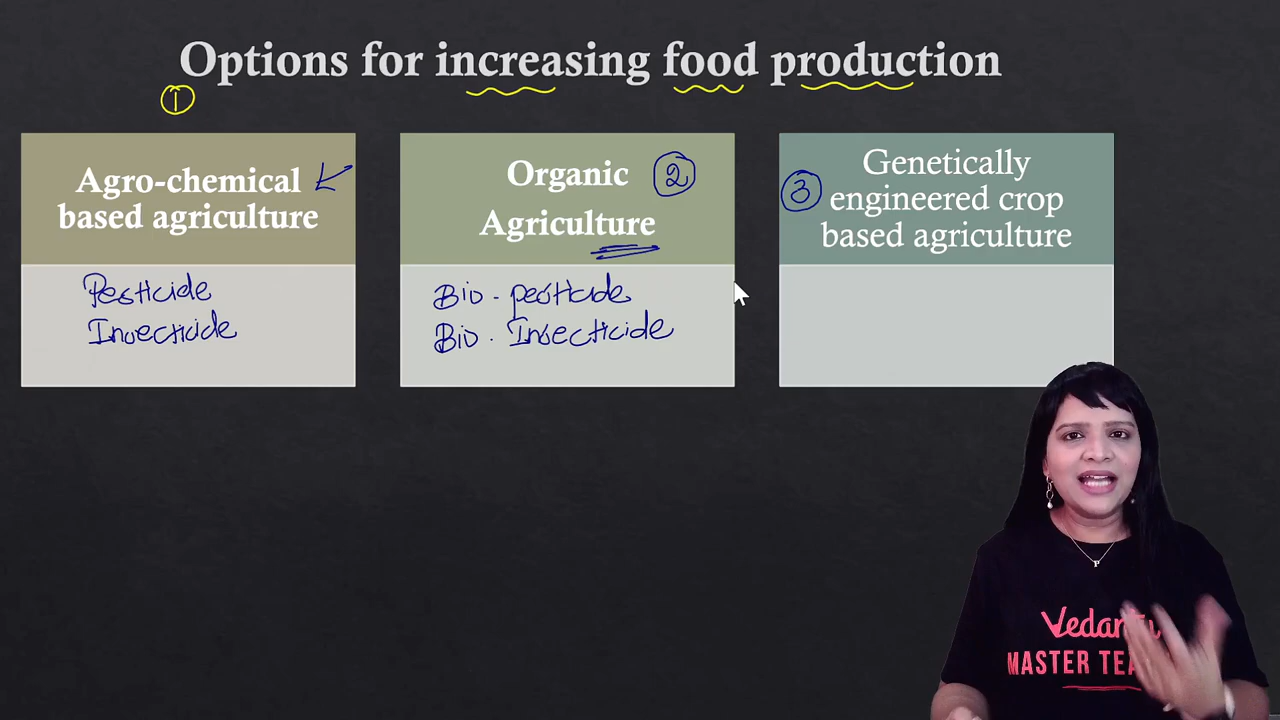 Options for increasing food production
1
Agro-chemical
based agriculture
Pesticide
Insecticide
Organic 2
Agriculture
Bio - pesticide
Bio - Insecticide
Genetically
3 engineered crop
based agriculture
Vedantu
MASTER TEA